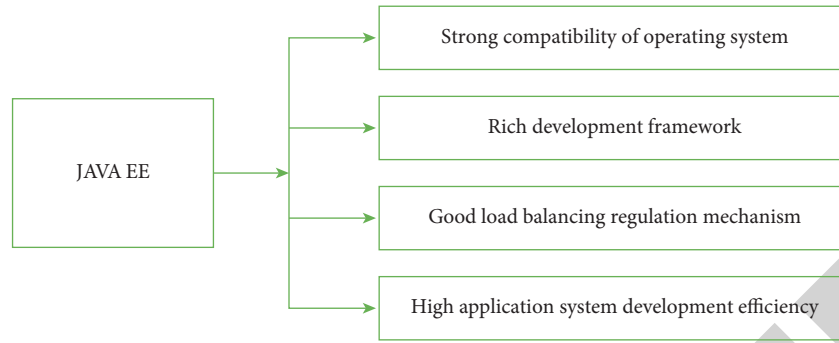 JAVA EE
Strong compatibility of operating system
Rich development framework
Good load balancing regulation mechanism
High application system development efficiency